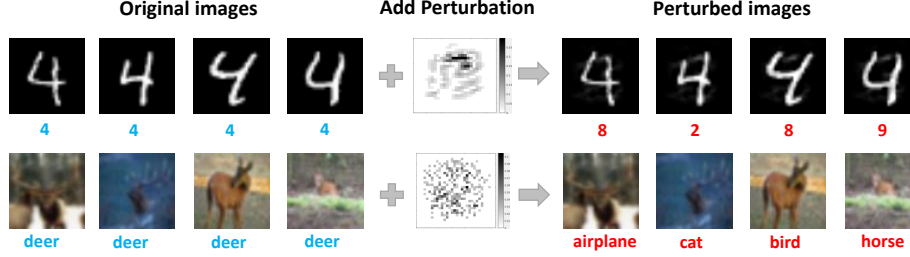 Original images Add Perturbation Perturbed images
4 4 4 4 8 2 8 9
deer deer deer deer airplane cat bird horse